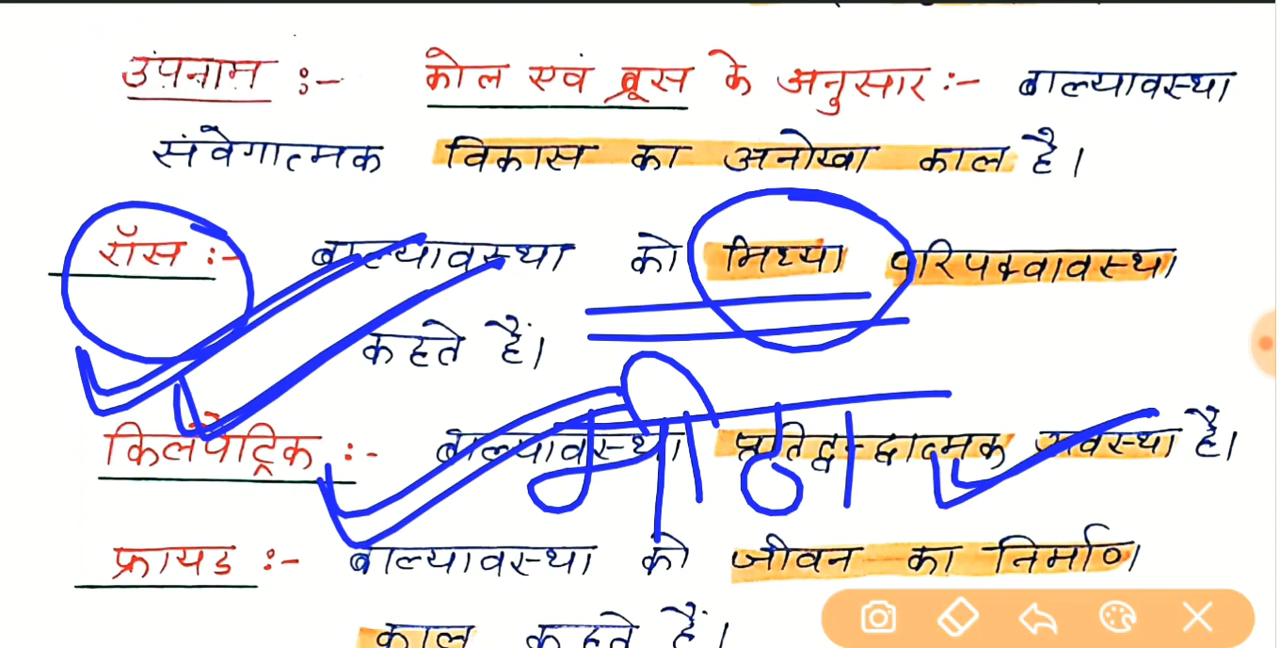 उपनाम :- कोल एवं ब्रूस के अनुसार :- बाल्यावस्था
संवेगात्मक विकास का अनोखा काल है।
रॉस :- बाल्यावस्था को मिथ्या परिपक्वावस्था
कहते हैं।
किलपैट्रिक :- बाल्यावस्था प्रतिद्वन्द्वात्मक अवस्था है।
फ्रायड :- बाल्यावस्था को जीवन का निर्माण
काल कहते हैं।